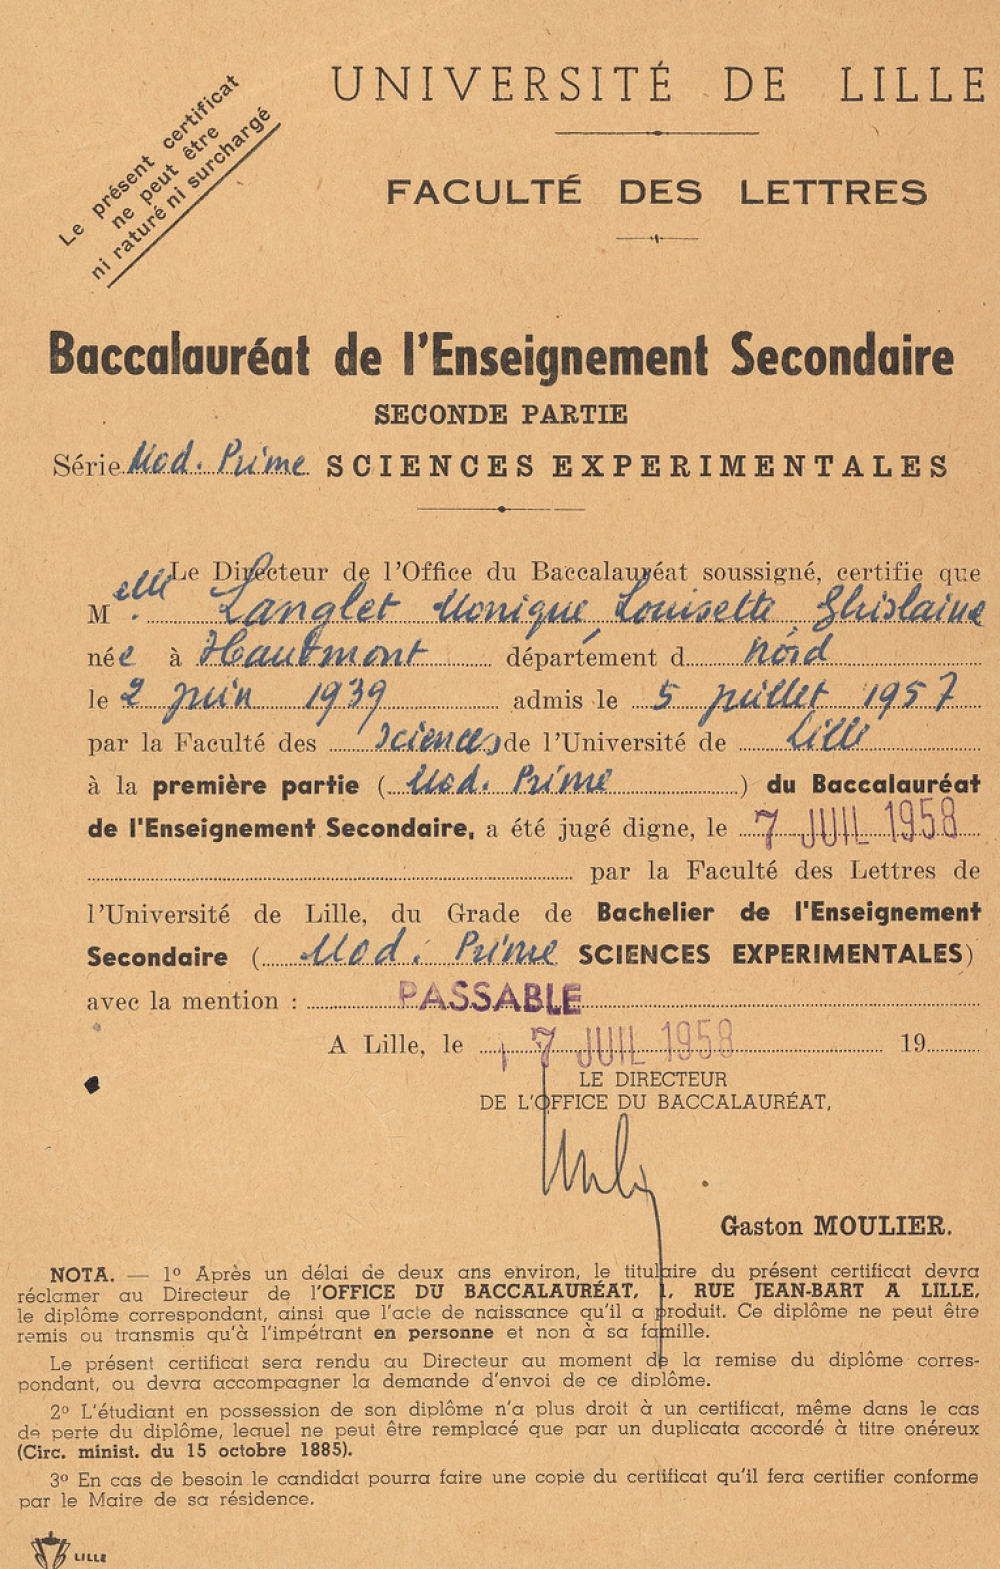 Le présent certificat
ne peut être
ni raturé ni surchargé
UNIVERSITÉ DE LILLE
FACULTÉ DES LETTRES
Baccalauréat de l'Enseignement Secondaire
SECONDE PARTIE
Série Mod. Prime SCIENCES EXPERIMENTALES
Le Directeur de l'Office du Baccalauréat soussigné, certifie que
M elle. Langlet Monique Louisette Ghislaine
née à Hautmont département d Nord
le 2 juin 1939 admis le 5 juillet 1957
par la Faculté des Sciences de l'Université de Lille
à la première partie (Mod. Prime) du Baccalauréat
de l'Enseignement Secondaire, a été jugé digne, le 7 JUIL 1958
par la Faculté des Lettres de
l'Université de Lille, du Grade de Bachelier de l'Enseignement
Secondaire (Mod. Prime SCIENCES EXPERIMENTALES)
avec la mention : PASSABLE
A Lille, le 7 JUIL 1958 19
LE DIRECTEUR
DE L'OFFICE DU BACCALAURÉAT,
Gaston MOULIER.
NOTA. — 1º Après un délai de deux ans environ, le titulaire du présent certificat devra
réclamer au Directeur de l'OFFICE DU BACCALAURÉAT, 1, RUE JEAN-BART A LILLE,
le diplôme correspondant, ainsi que l'acte de naissance qu'il a produit. Ce diplôme ne peut être
remis ou transmis qu'à l'impétrant en personne et non à sa famille.
Le présent certificat sera rendu au Directeur au moment de la remise du diplôme corres-
pondant, ou devra accompagner la demande d'envoi de ce diplôme.
2º L'étudiant en possession de son diplôme n'a plus droit à un certificat, même dans le cas
de perte du diplôme, lequel ne peut être remplacé que par un duplicata accordé à titre onéreux
(Circ. minist. du 15 octobre 1885).
3º En cas de besoin le candidat pourra faire une copie du certificat qu'il fera certifier conforme
par le Maire de sa résidence.
LILLE